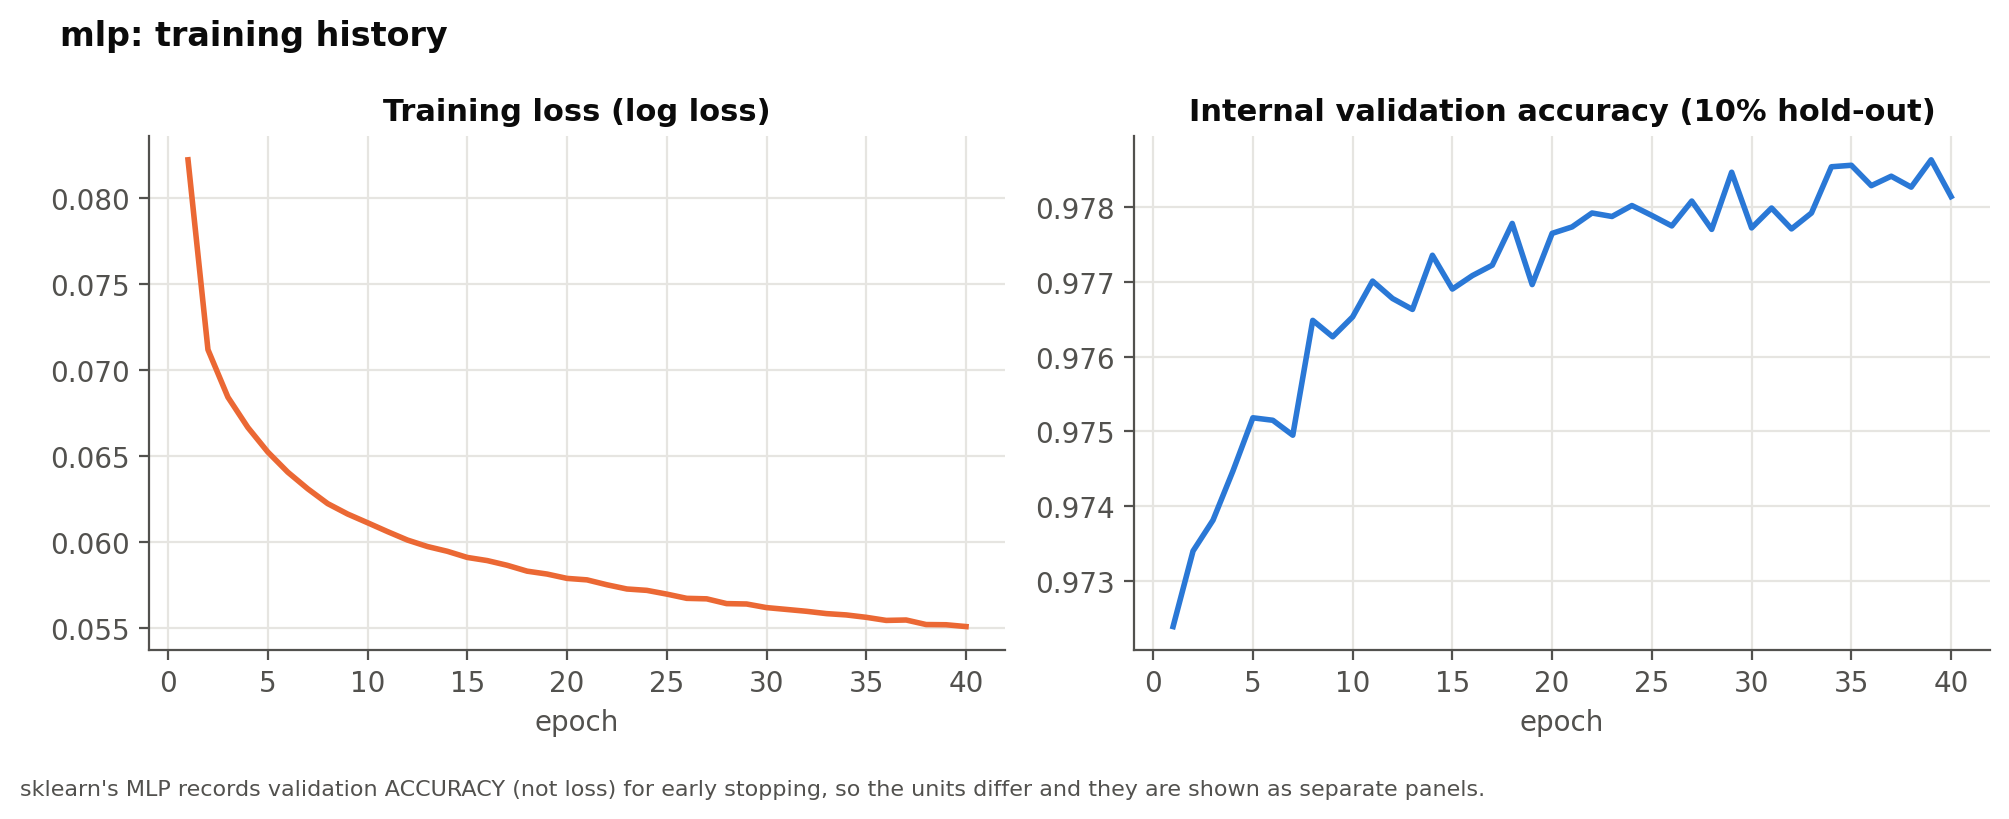 mlp: training history
Training loss (log loss)
0.080
0.075
0.070
0.065
0.060
0.055
0 5 10 15 20 25 30 35 40
epoch
Internal validation accuracy (10% hold-out)
0.978
0.977
0.976
0.975
0.974
0.973
0 5 10 15 20 25 30 35 40
epoch
sklearn's MLP records validation ACCURACY (not loss) for early stopping, so the units differ and they are shown as separate panels.